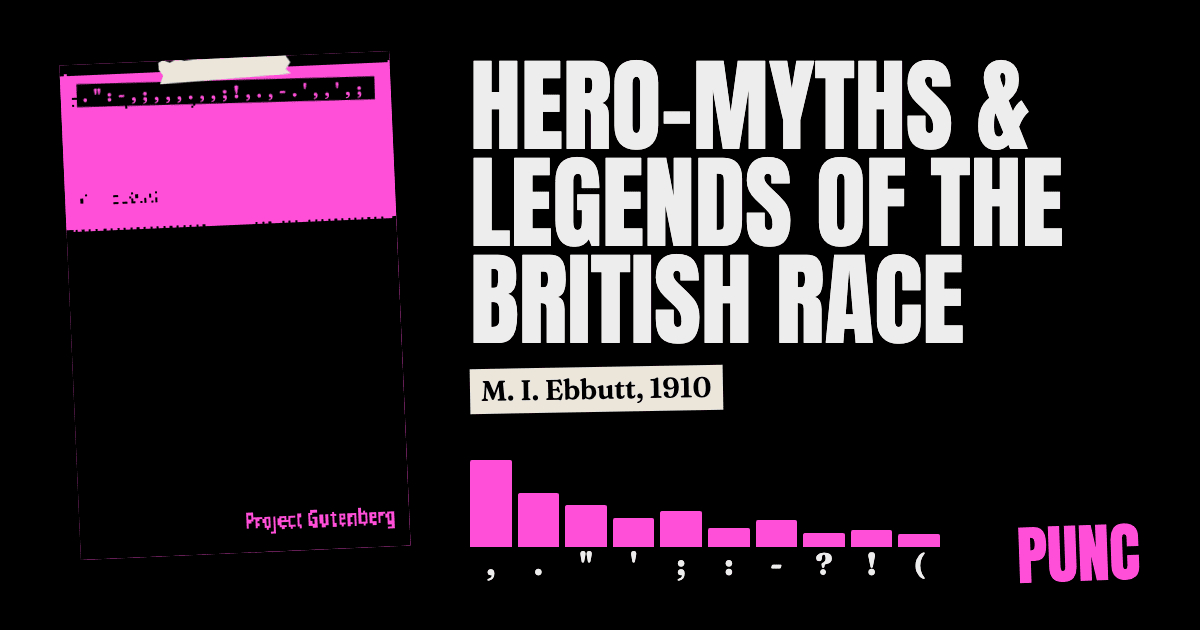 .":-,;,,,.,,;!,.,-.',,',;
Project Gutenberg
HERO-MYTHS &
LEGENDS OF THE
BRITISH RACE
M. I. Ebbutt, 1910
, . " ' ; : - ? ! (
PUNC